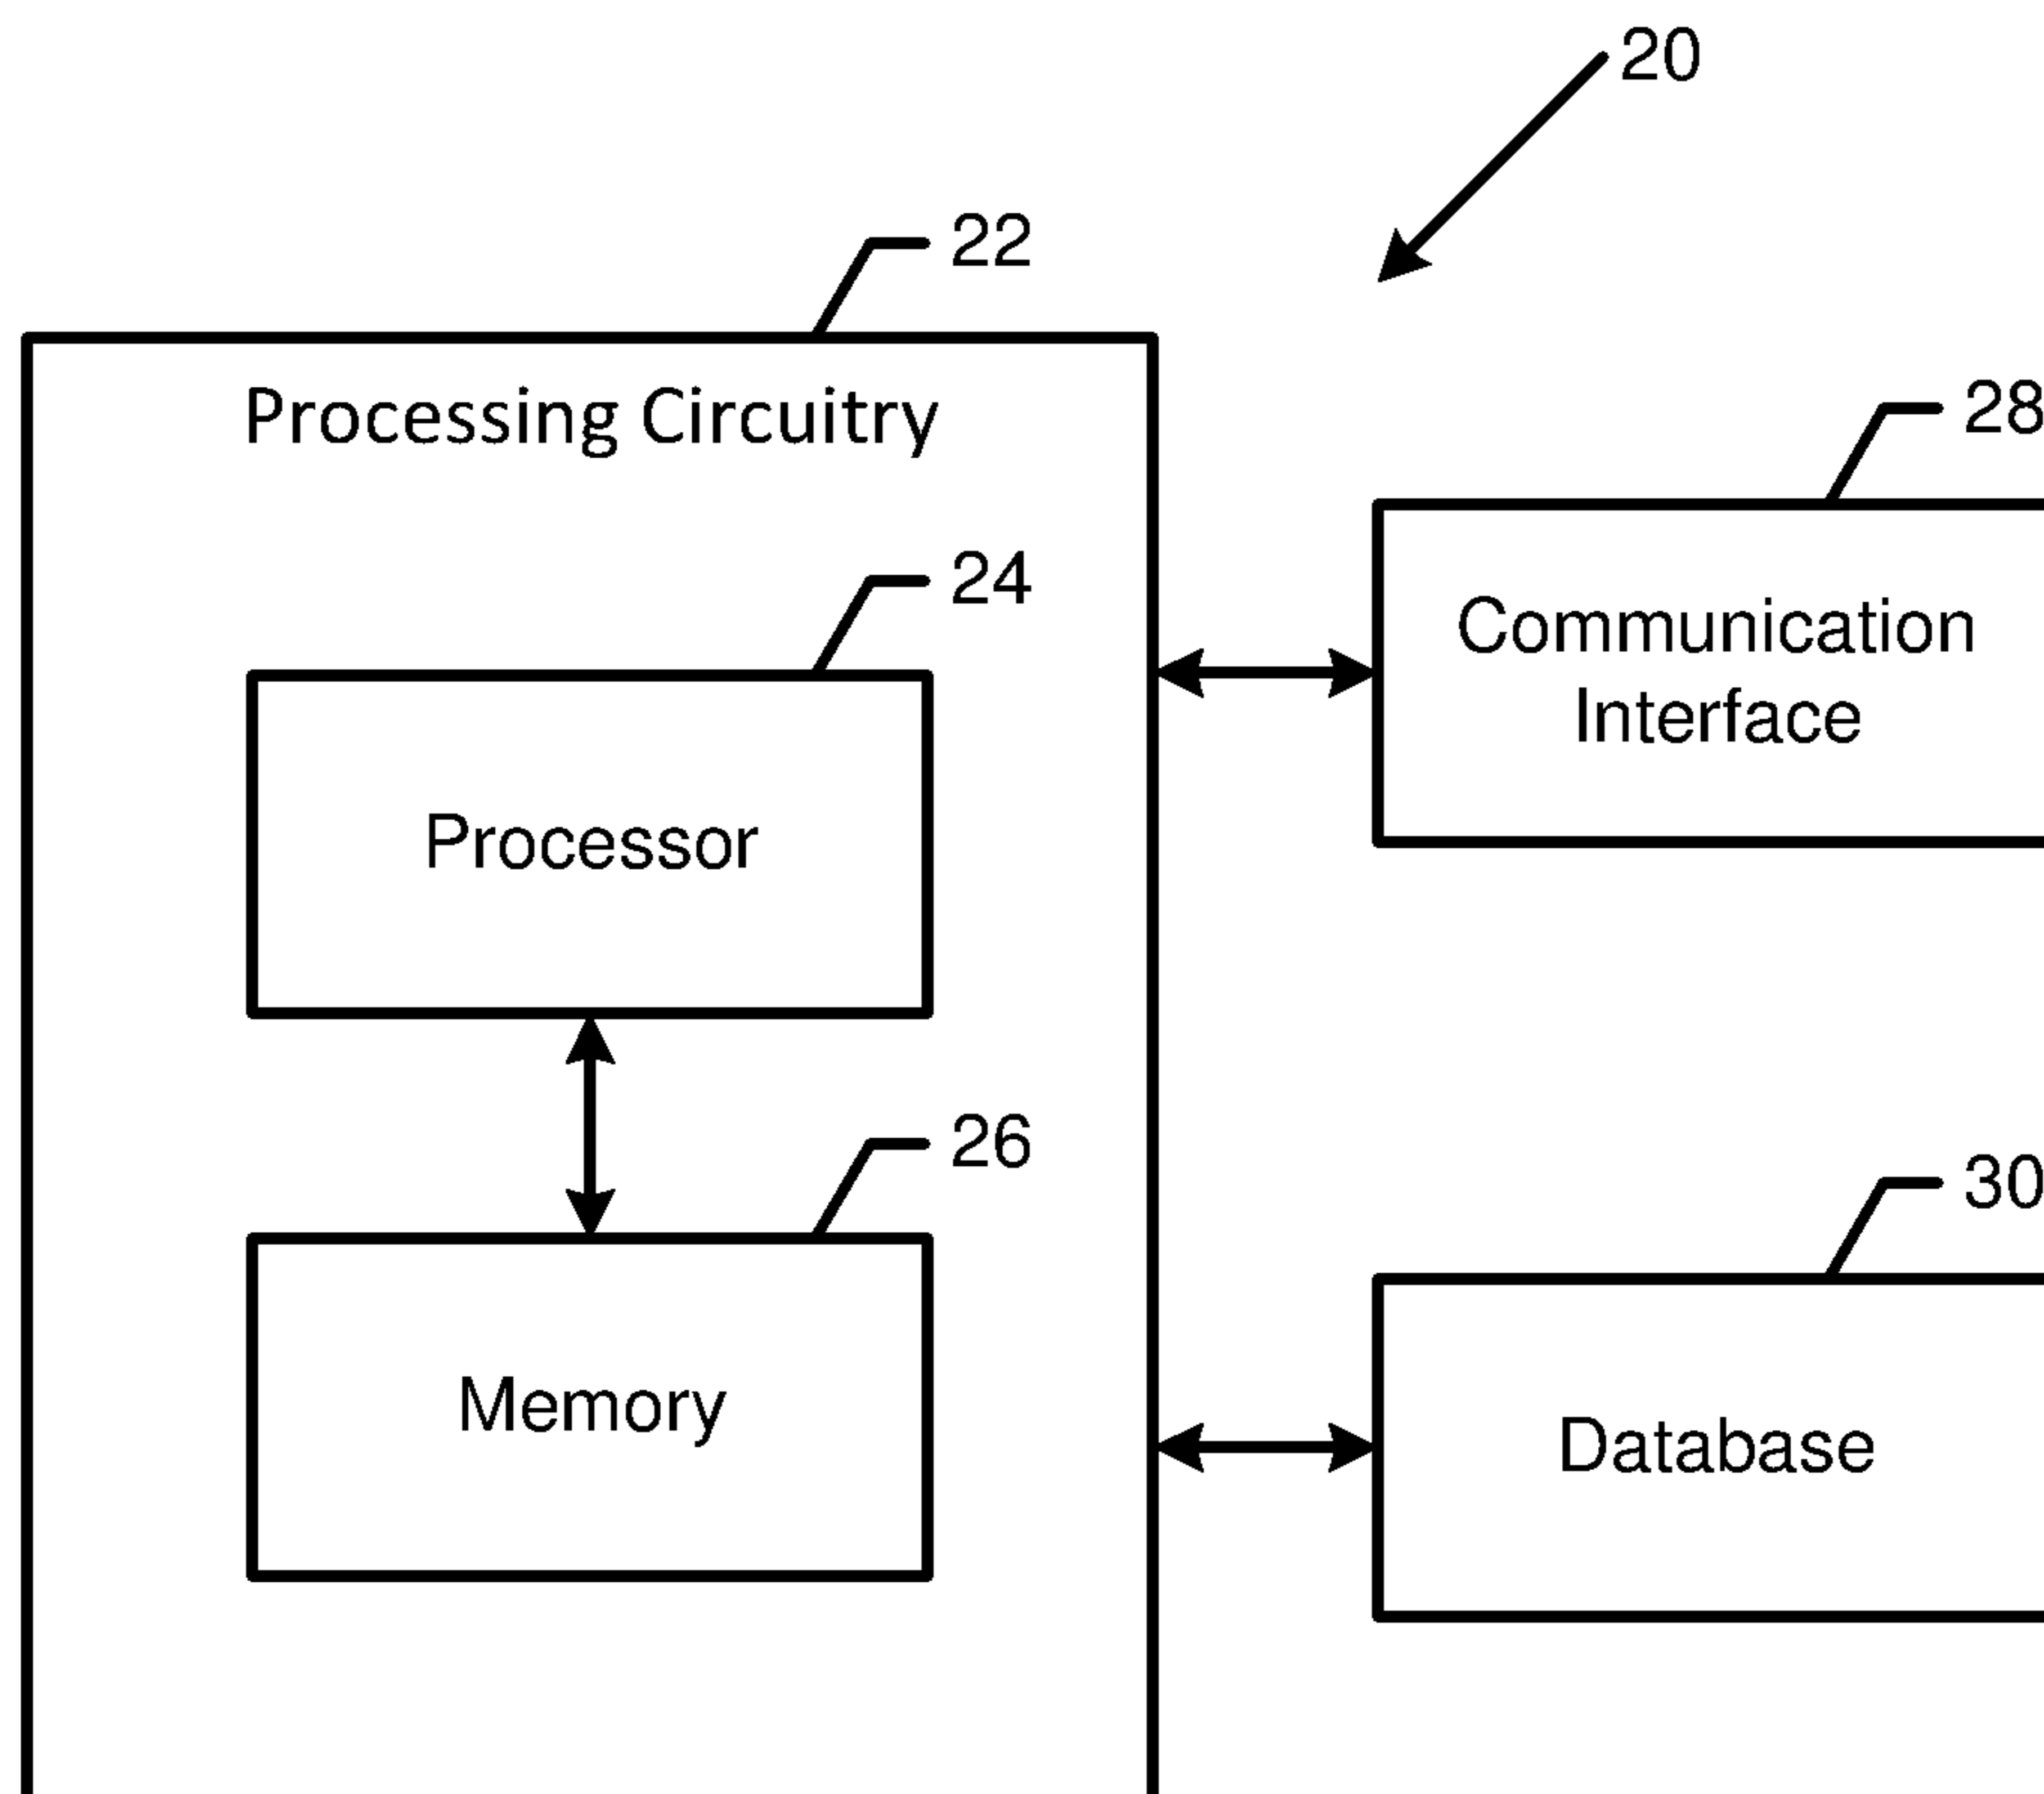 20
22
Processing Circuitry
28
24
Communication
Interface
Processor
26
30
Memory
Database